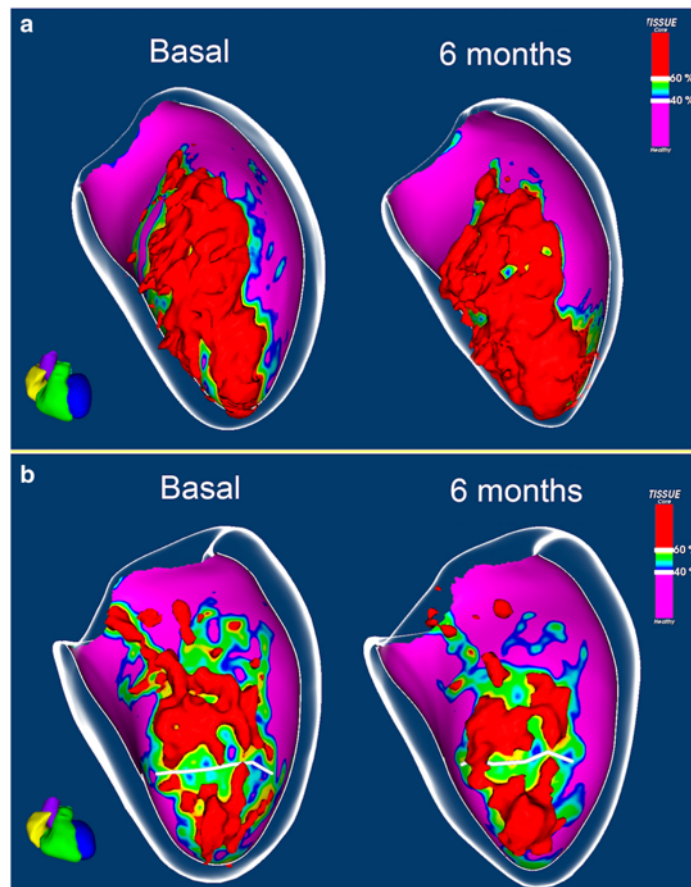 a
Basal
6 months
TISSUE
Core
60 %
40 %
Healthy
b
Basal
6 months
TISSUE
Core
60 %
40 %
Healthy